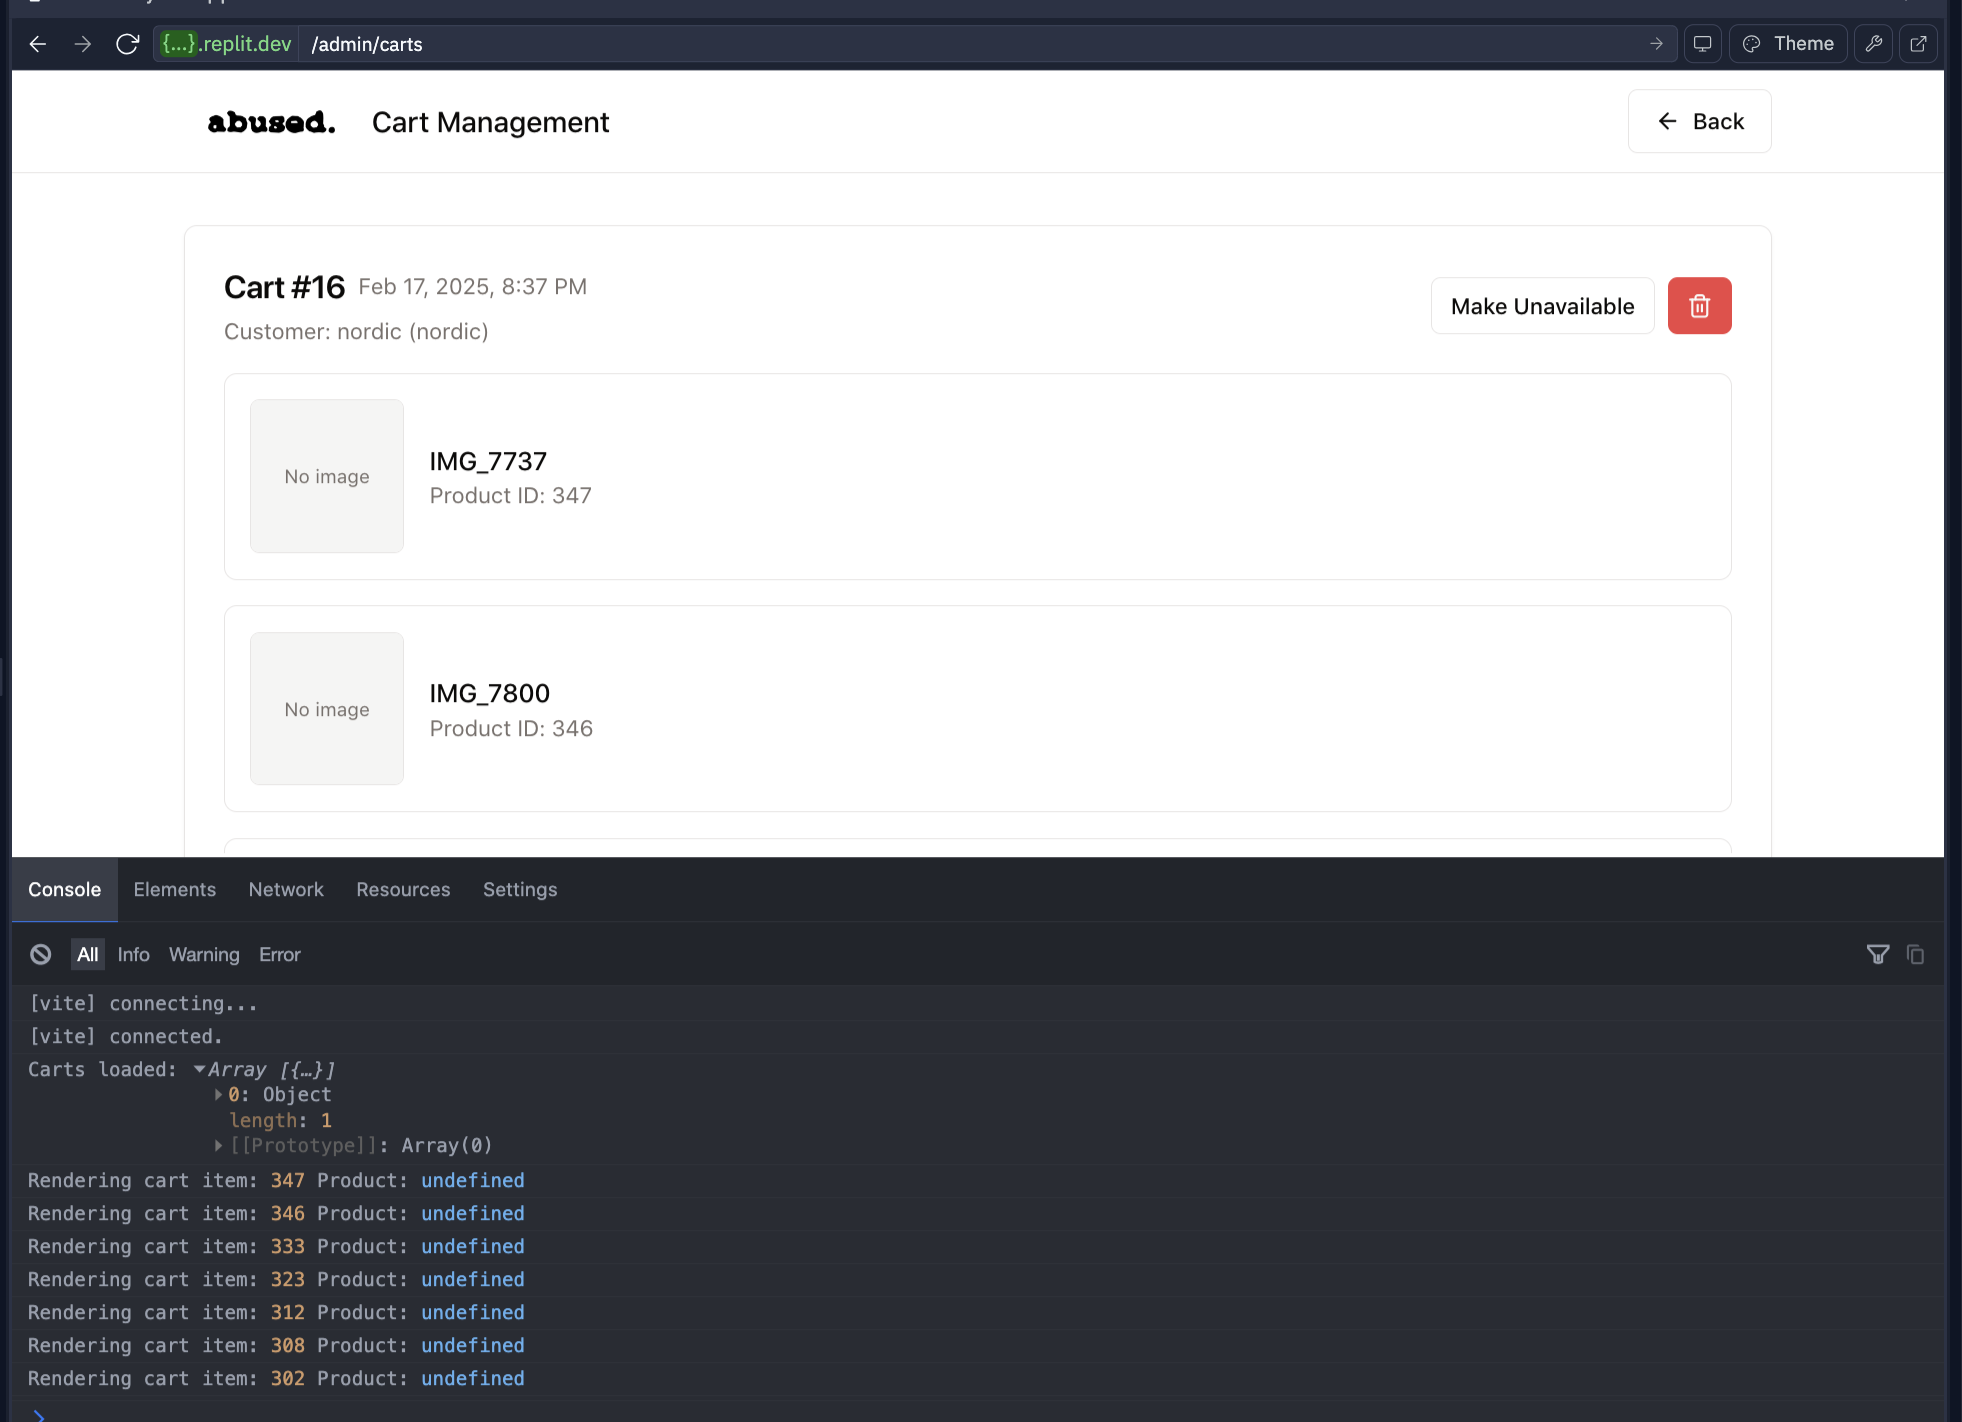 {...}.replit.dev /admin/carts Theme
abused. Cart Management Back
Cart #16 Feb 17, 2025, 8:37 PM
Make Unavailable
Customer: nordic (nordic)
No image
IMG_7737
Product ID: 347
No image
IMG_7800
Product ID: 346
Console Elements Network Resources Settings
All Info Warning Error
[vite] connecting...
[vite] connected.
Carts loaded: Array [{…}]
0: Object
length: 1
[[Prototype]]: Array(0)
Rendering cart item: 347 Product: undefined
Rendering cart item: 346 Product: undefined
Rendering cart item: 333 Product: undefined
Rendering cart item: 323 Product: undefined
Rendering cart item: 312 Product: undefined
Rendering cart item: 308 Product: undefined
Rendering cart item: 302 Product: undefined